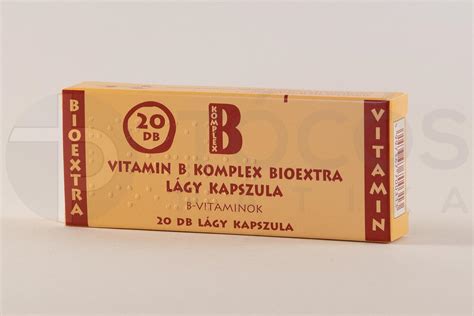 BIOEXTRA
20
DB
KOMPLEX
B
VITAMIN B KOMPLEX BIOEXTRA
LÁGY KAPSZULA
B-VITAMINOK
20 DB LÁGY KAPSZULA
VITAMIN